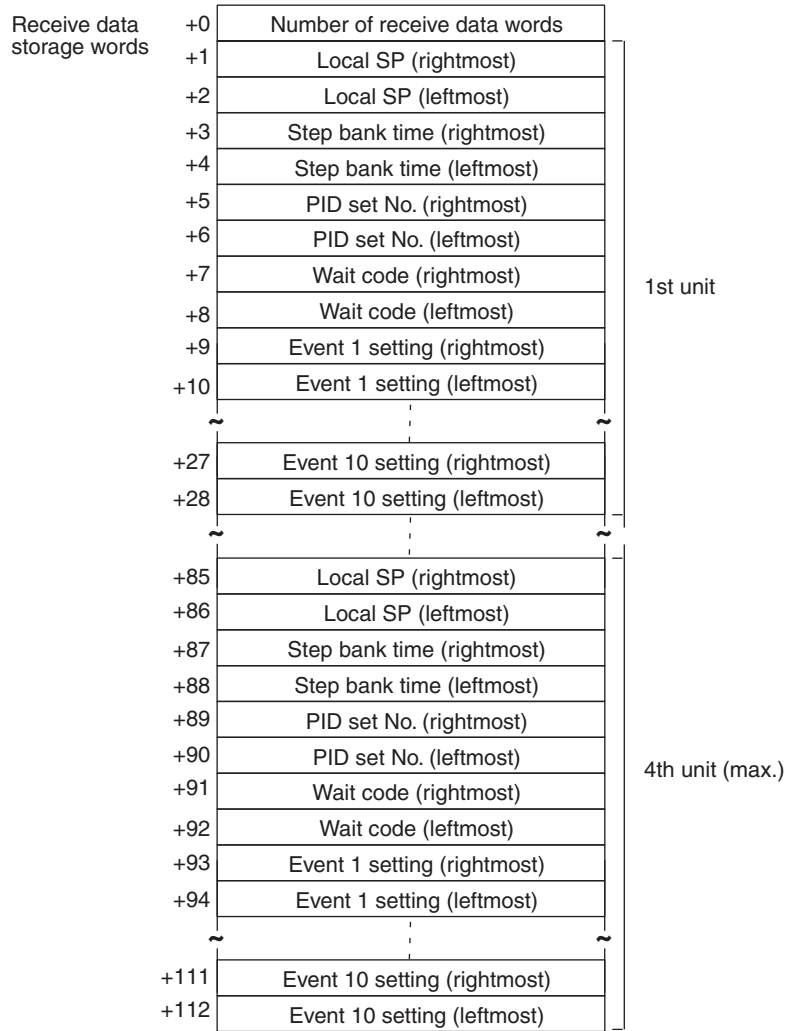 Receive data
storage words
+0 Number of receive data words
+1 Local SP (rightmost)
+2 Local SP (leftmost)
+3 Step bank time (rightmost)
+4 Step bank time (leftmost)
+5 PID set No. (rightmost)
+6 PID set No. (leftmost)
+7 Wait code (rightmost)
1st unit
+8 Wait code (leftmost)
+9 Event 1 setting (rightmost)
+10 Event 1 setting (leftmost)
~ ~
+27 Event 10 setting (rightmost)
+28 Event 10 setting (leftmost)
~ ~
+85 Local SP (rightmost)
+86 Local SP (leftmost)
+87 Step bank time (rightmost)
+88 Step bank time (leftmost)
+89 PID set No. (rightmost)
+90 PID set No. (leftmost)
4th unit (max.)
+91 Wait code (rightmost)
+92 Wait code (leftmost)
+93 Event 1 setting (rightmost)
+94 Event 1 setting (leftmost)
~ ~
+111 Event 10 setting (rightmost)
+112 Event 10 setting (leftmost)